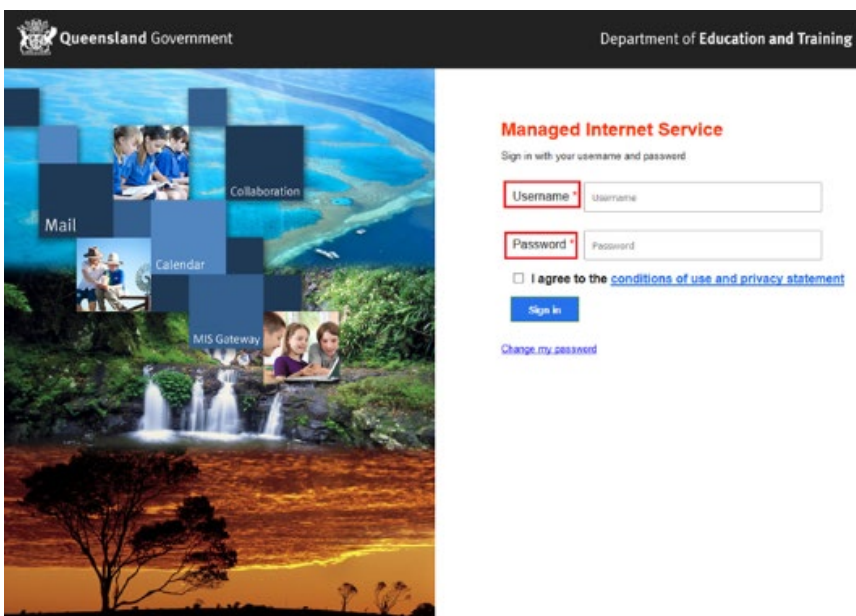 Queensland Government
Department of Education and Training
Collaboration
Mail
Calendar
MIS Gateway
Managed Internet Service
Sign in with your username and password
Username *
Username
Password *
Password
I agree to the conditions of use and privacy statement
Sign in
Change my password